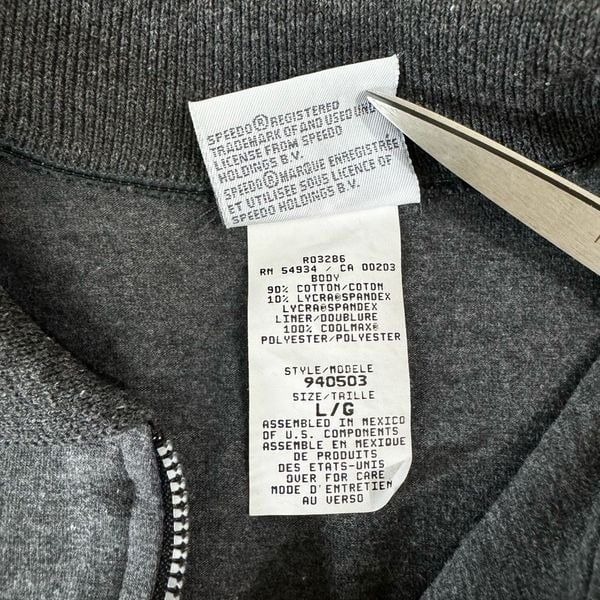 SPEEDO® REGISTERED
TRADEMARK OF AND USED UND
LICENSE FROM SPEEDO
HOLDINGS B.V.
SPEEDO® MARQUE ENREGISTRÉE
ET UTILISEE SOUS LICENCE OF
SPEEDO HOLDINGS B.V.
R03286
RN 54934 / CA 00203
BODY
90% COTTON/COTON
10% LYCRA®SPANDEX
LYCRA®SPANDEX
LINER/DOUBLURE
100% COOLMAX®
POLYESTER/POLYESTER
STYLE/MODELE
940503
SIZE/TAILLE
L/G
ASSEMBLED IN MEXICO
OF U.S. COMPONENTS
ASSEMBLE EN MEXIQUE
DE PRODUITS
DES ETATS-UNIS
OVER FOR CARE
MODE D'ENTRETIEN
AU VERSO